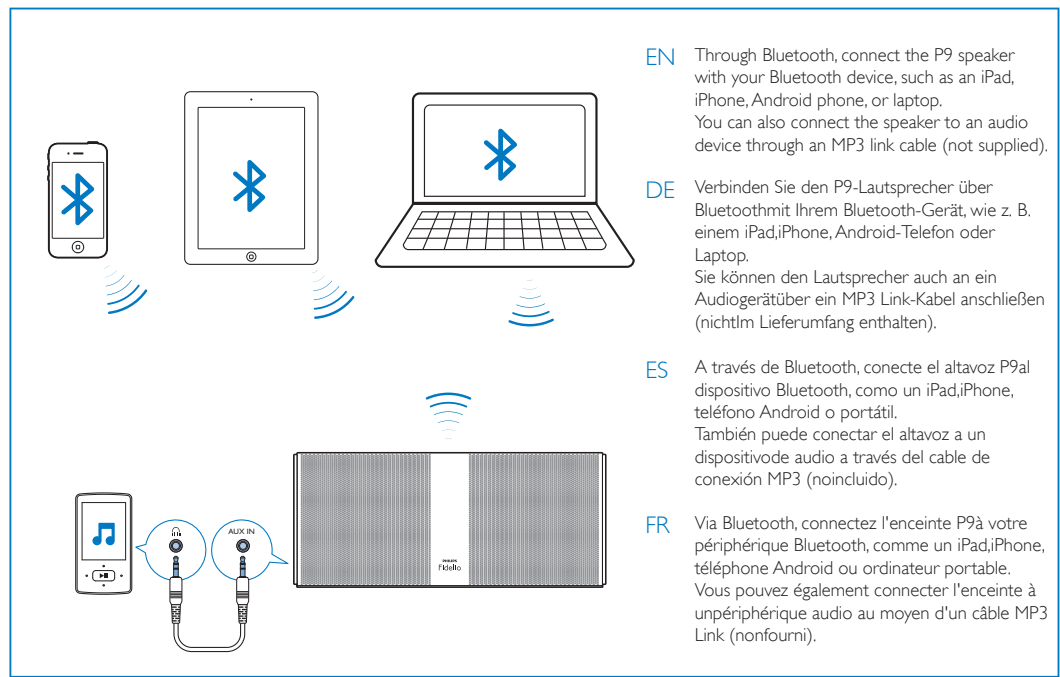 EN Through Bluetooth, connect the P9 speaker
with your Bluetooth device, such as an iPad,
iPhone, Android phone, or laptop.
You can also connect the speaker to an audio
device through an MP3 link cable (not supplied).
DE Verbinden Sie den P9-Lautsprecher über
Bluetoothmit Ihrem Bluetooth-Gerät, wie z. B.
einem iPad,iPhone, Android-Telefon oder
Laptop.
Sie können den Lautsprecher auch an ein
Audiogerätüber ein MP3 Link-Kabel anschließen
(nichtIm Lieferumfang enthalten).
ES A través de Bluetooth, conecte el altavoz P9al
dispositivo Bluetooth, como un iPad,iPhone,
teléfono Android o portátil.
También puede conectar el altavoz a un
dispositivode audio a través del cable de
conexión MP3 (noincluido).
FR Via Bluetooth, connectez l'enceinte P9à votre
périphérique Bluetooth, comme un iPad,iPhone,
téléphone Android ou ordinateur portable.
Vous pouvez également connecter l'enceinte à
unpériphérique audio au moyen d'un câble MP3
Link (nonfourni).
AUX IN
PHILIPS
Fidelio